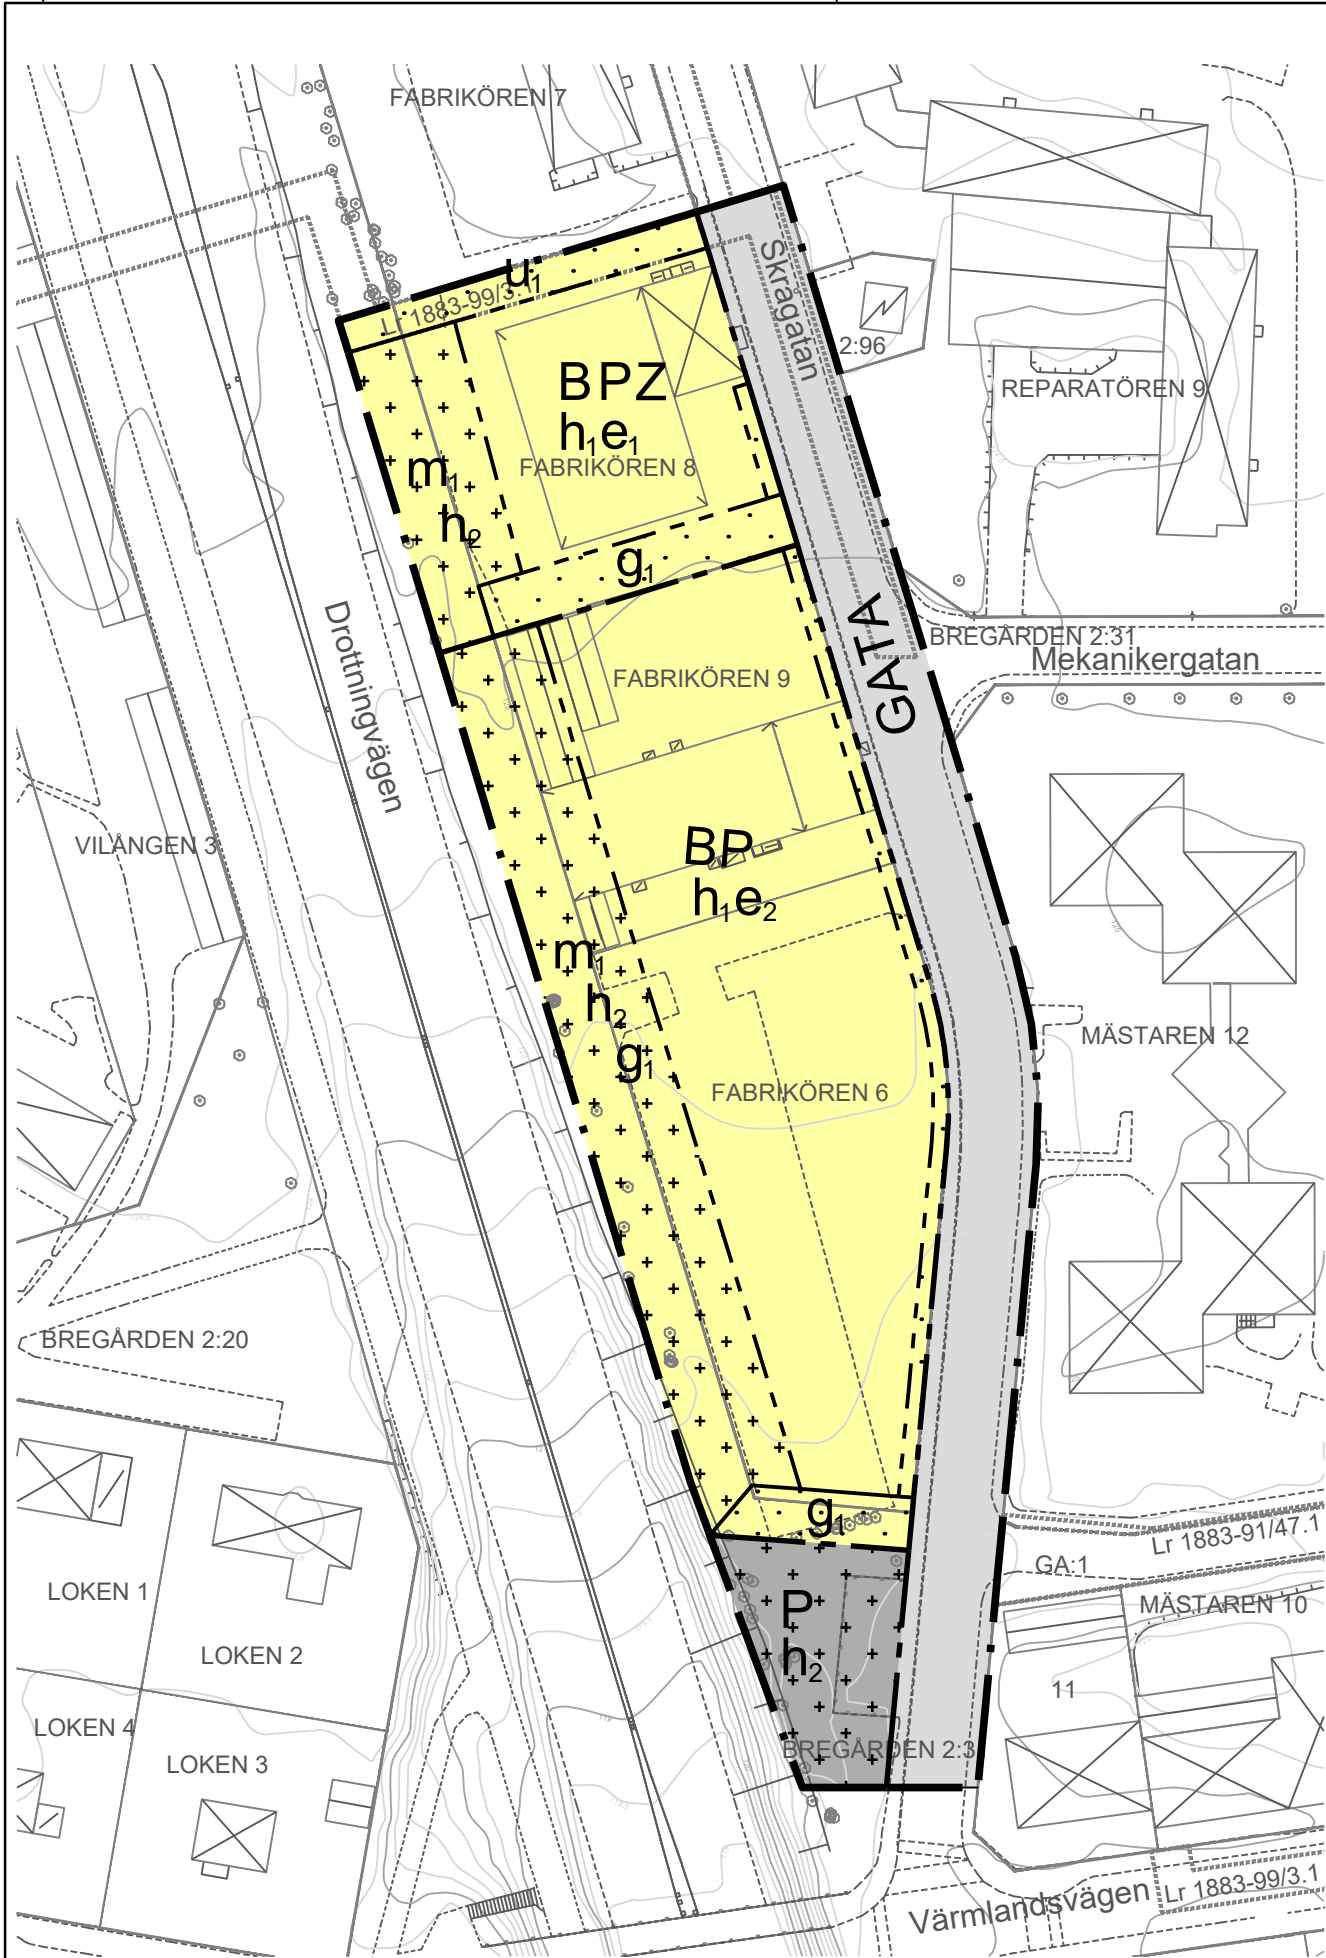 FABRIKÖREN 7
Skrågatan
u1
Lr 1883-99/3.1
2:96
BPZ
REPARATÖREN 9
h1e1
FABRIKÖREN 8
m1
h2
g1
Drottningvägen
GATA
BREGÅRDEN 2:31
Mekanikergatan
FABRIKÖREN 9
VILÅNGEN 3
BP
h1e2
m1
h2
g1
MÄSTAREN 12
FABRIKÖREN 6
BREGÅRDEN 2:20
g1
Lr 1883-91/47.1
GA:1
LOKEN 1
P
MÄSTAREN 10
LOKEN 2
h2
11
LOKEN 4
LOKEN 3
BREGÅRDEN 2:3
Värmlandsvägen
Lr 1883-99/3.1